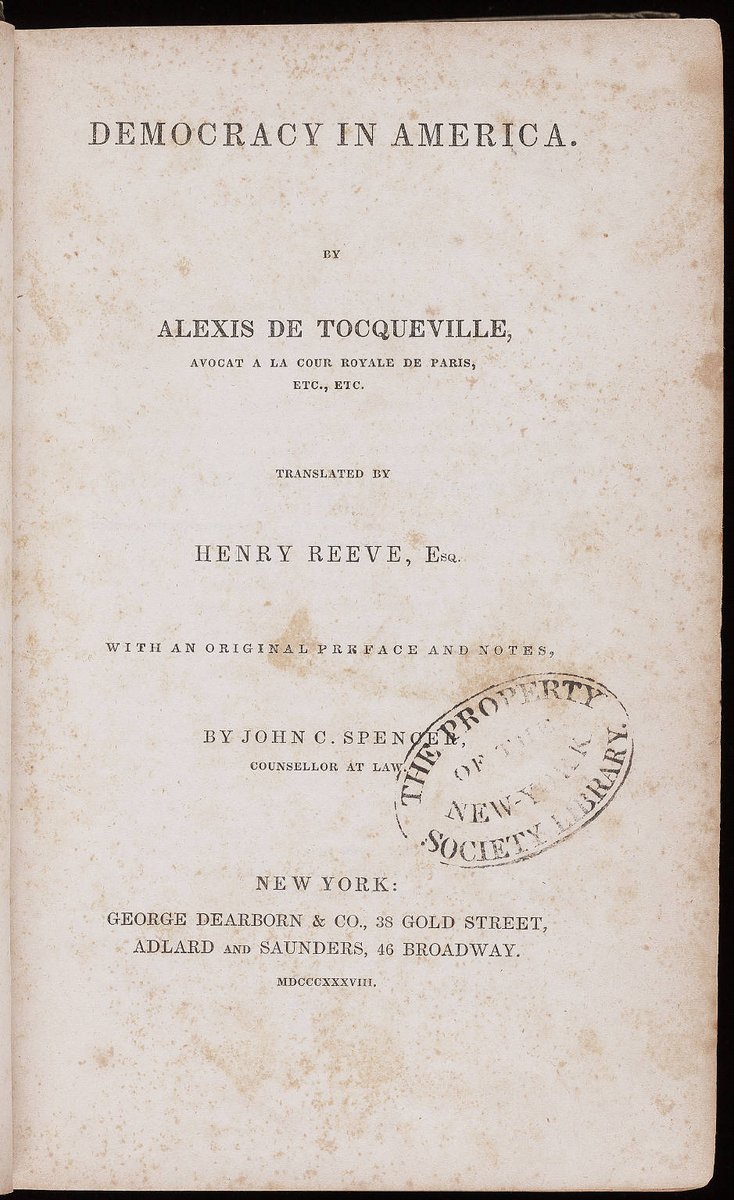 DEMOCRACY IN AMERICA.
BY
ALEXIS DE TOCQUEVILLE,
AVOCAT A LA COUR ROYALE DE PARIS,
ETC., ETC.
TRANSLATED BY
HENRY REEVE, Esq.
WITH AN ORIGINAL PREFACE AND NOTES,
BY JOHN C. SPENCER,
COUNSELLOR AT LAW.
THE PROPERTY
OF THE
NEW-YORK
SOCIETY LIBRARY.
NEW YORK:
GEORGE DEARBORN & CO., 38 GOLD STREET,
ADLARD AND SAUNDERS, 46 BROADWAY.
MDCCCXXXVIII.